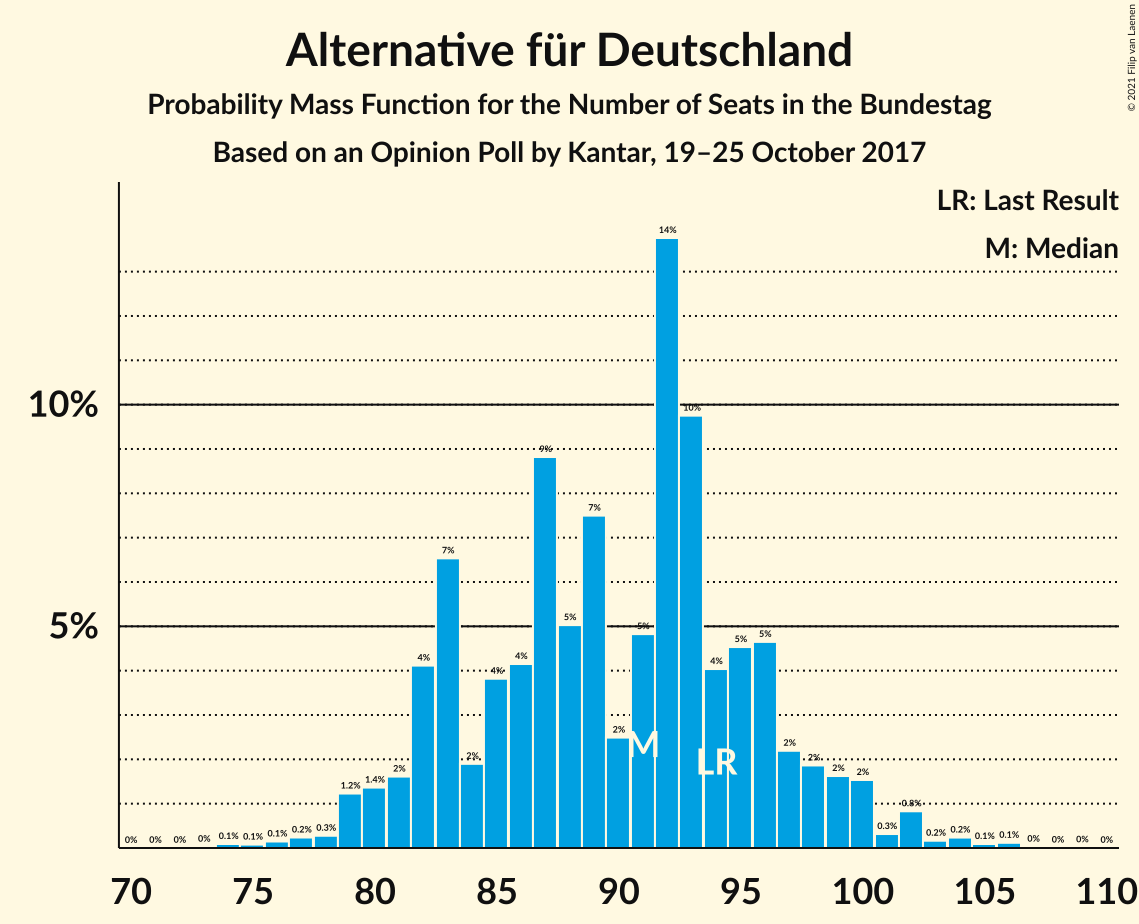 © 2021 Filip van Laenen
Alternative für Deutschland
Probability Mass Function for the Number of Seats in the Bundestag
Based on an Opinion Poll by Kantar, 19–25 October 2017
LR: Last Result
M: Median
10%
5%
0% 0% 0% 0% 0.1% 0.1% 0.1% 0.2% 0.3% 1.2% 1.4% 2% 4% 7% 2% 4% 4% 9% 5% 7% 2% 5% 14% 10% 4% 5% 5% 2% 2% 2% 2% 0.3% 0.8% 0.2% 0.2% 0.1% 0.1% 0% 0% 0% 0%
M
LR
70 75 80 85 90 95 100 105 110